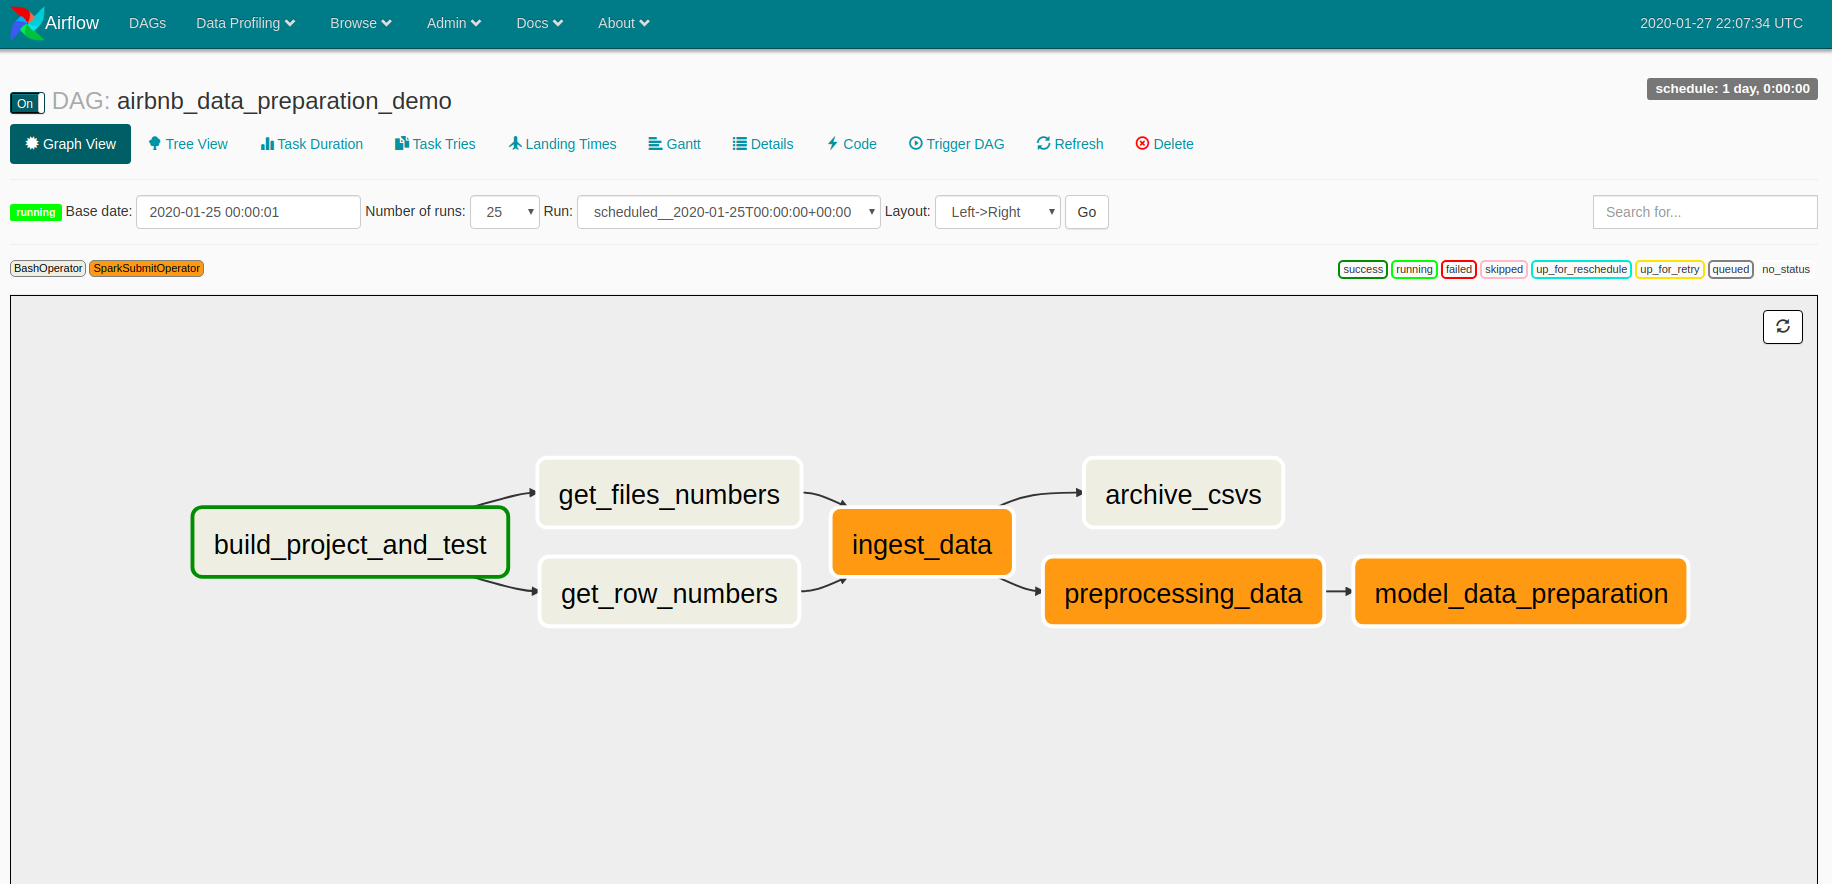 Airflow DAGs Data Profiling Browse Admin Docs About 2020-01-27 22:07:34 UTC
On DAG: airbnb_data_preparation_demo schedule: 1 day, 0:00:00
Graph View Tree View Task Duration Task Tries Landing Times Gantt Details Code Trigger DAG Refresh Delete
running Base date: 2020-01-25 00:00:01 Number of runs: 25 Run: scheduled__2020-01-25T00:00:00+00:00 Layout: Left->Right Go Search for...
BashOperator SparkSubmitOperator success running failed skipped up_for_reschedule up_for_retry queued no_status
get_files_numbers archive_csvs
build_project_and_test ingest_data
get_row_numbers preprocessing_data model_data_preparation